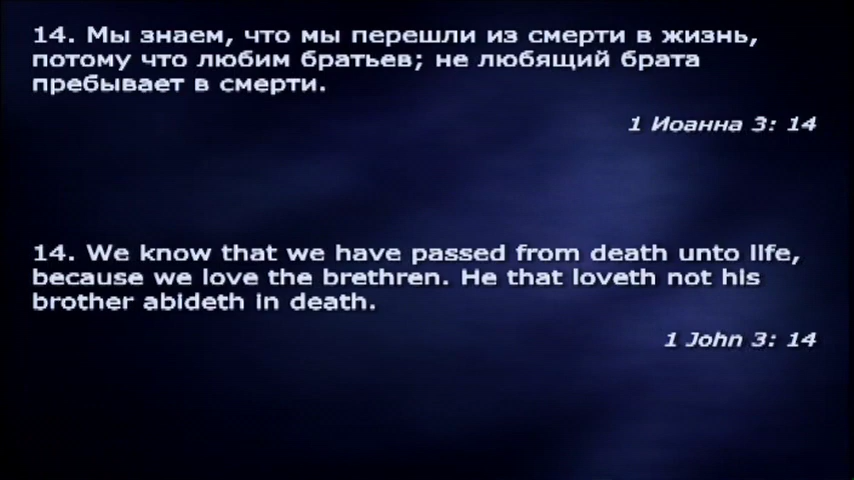 14. Мы знаем, что мы перешли из смерти в жизнь,
потому что любим братьев; не любящий брата
пребывает в смерти.
1 Иоанна 3: 14
14. We know that we have passed from death unto life,
because we love the brethren. He that loveth not his
brother abideth in death.
1 John 3: 14